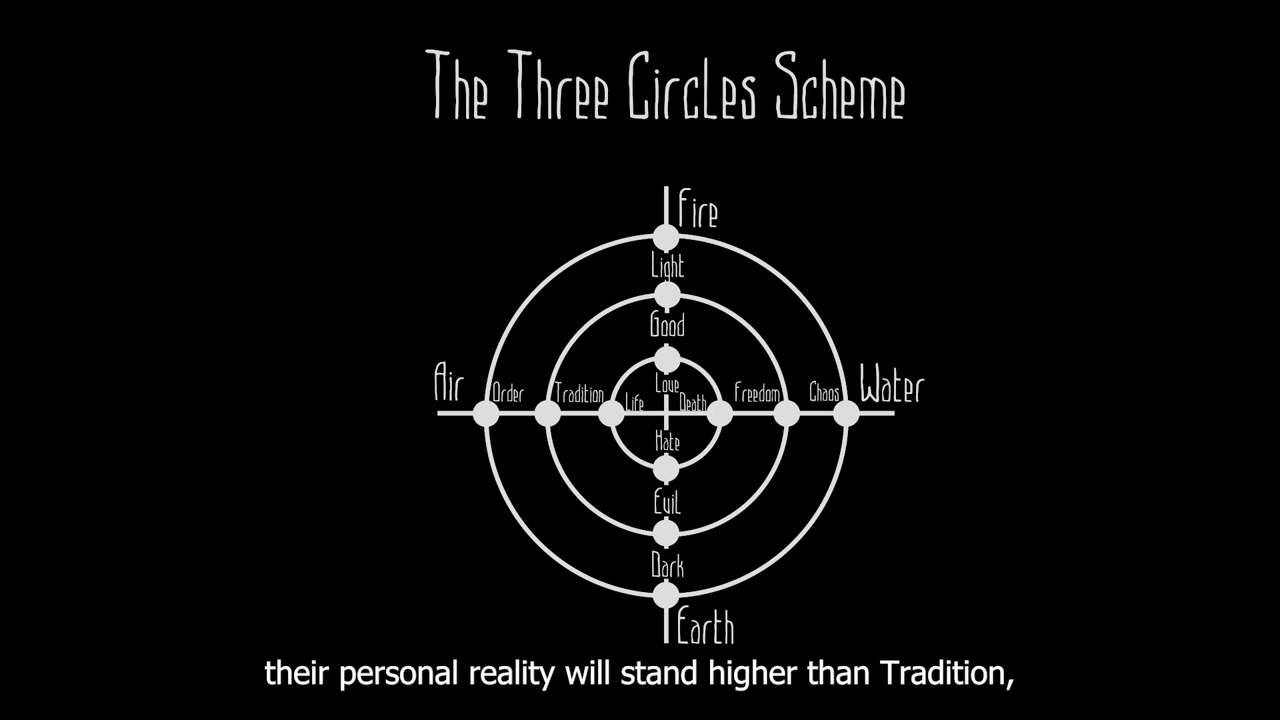 The Three Circles Scheme
Fire
Light
Good
Air
Order
Tradition
Life
Love
Death
Freedom
Chaos
Water
Hate
Evil
Dark
Earth
their personal reality will stand higher than Tradition,